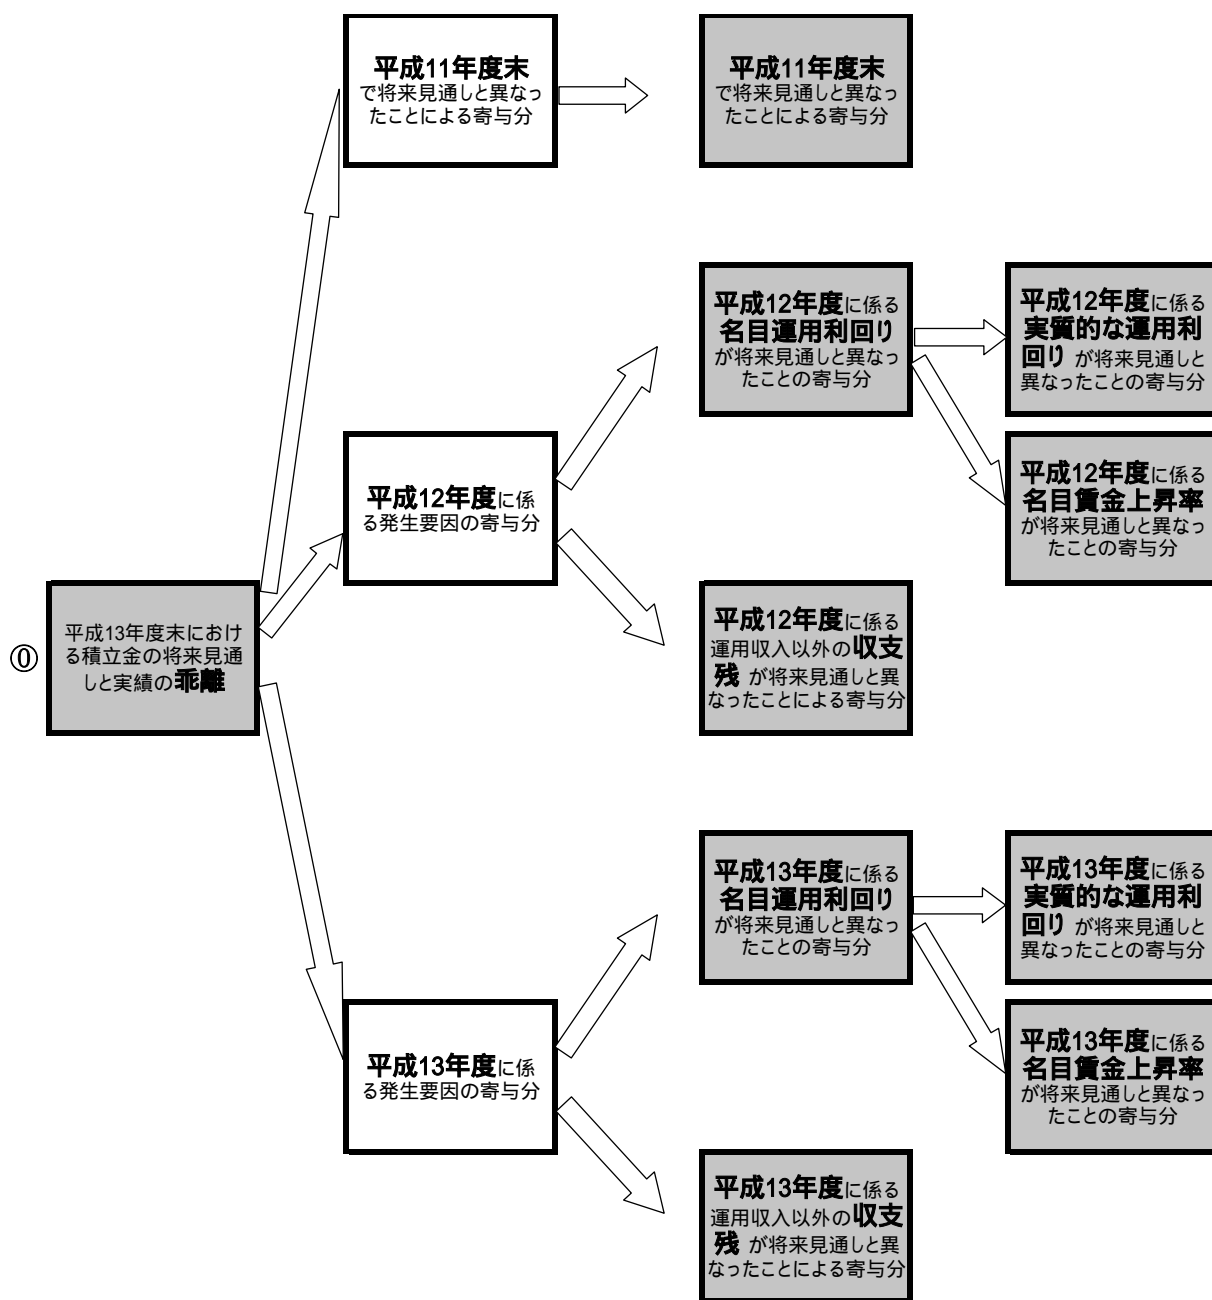 平成11年度末
で将来見通しと異なっ
たことによる寄与分
平成11年度末
で将来見通しと異なっ
たことによる寄与分
平成12年度に係る
名目運用利回り
が将来見通しと異なっ
たことの寄与分
平成12年度に係る
実質的な運用利
回り が将来見通しと
異なったことの寄与分
平成12年度に係
る発生要因の寄与分
平成12年度に係る
名目賃金上昇率
が将来見通しと異なっ
たことの寄与分
⓪
平成13年度末におけ
る積立金の将来見通
しと実績の乖離
平成12年度に係る
運用収入以外の収支
残 が将来見通しと異
なったことによる寄与分
平成13年度に係る
名目運用利回り
が将来見通しと異なっ
たことの寄与分
平成13年度に係る
実質的な運用利
回り が将来見通しと
異なったことの寄与分
平成13年度に係
る発生要因の寄与分
平成13年度に係る
名目賃金上昇率
が将来見通しと異なっ
たことの寄与分
平成13年度に係る
運用収入以外の収支
残 が将来見通しと異
なったことによる寄与分